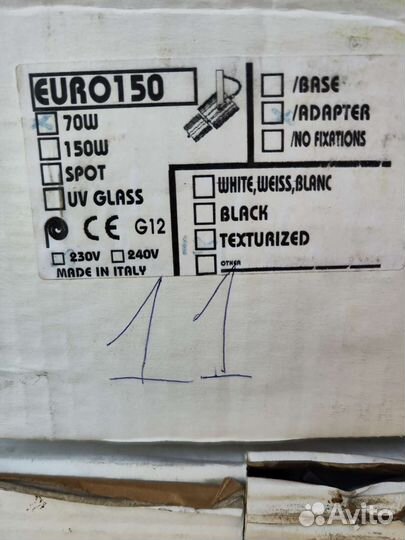 EURO150
70W
150W
SPOT
UV GLASS
CE G12
230V 240V
MADE IN ITALY
/BASE
/ADAPTER
/NO FIXATIONS
WHITE,WEISS,BLANC
BLACK
TEXTURIZED
OTHER
11
Avito